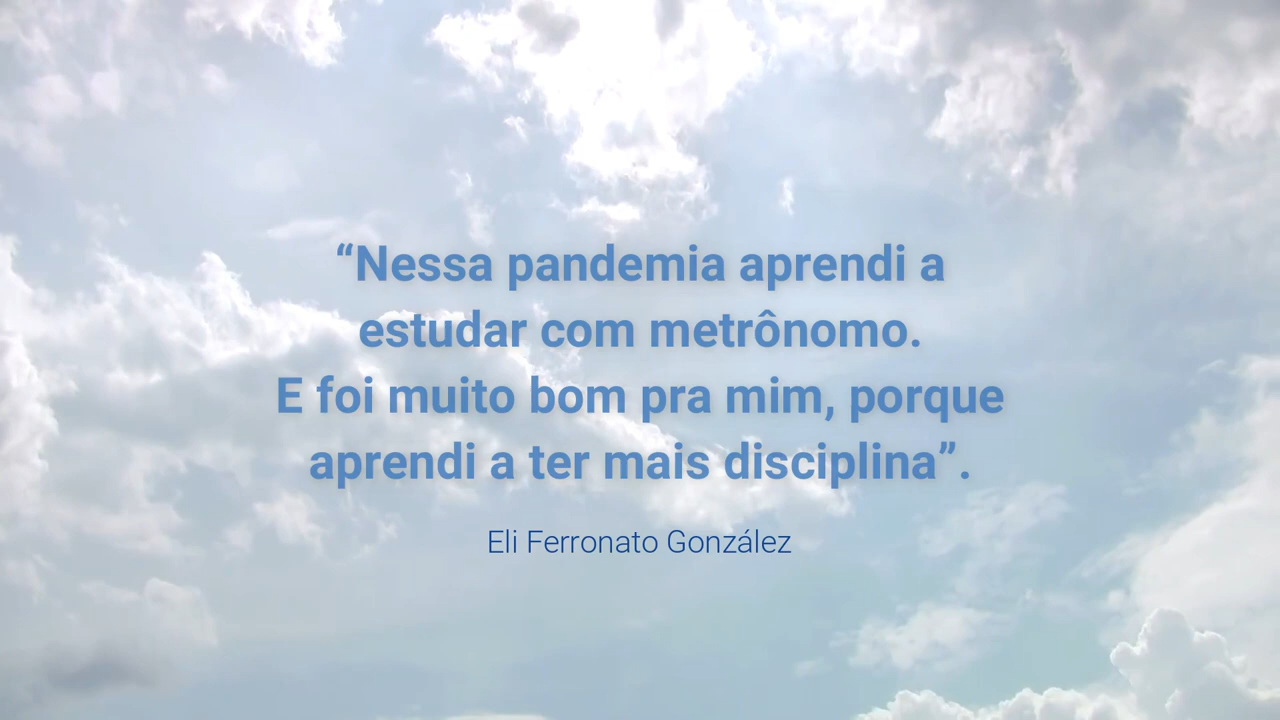 “Nessa pandemia aprendi a
estudar com metrônomo.
E foi muito bom pra mim, porque
aprendi a ter mais disciplina”.
Eli Ferronato González